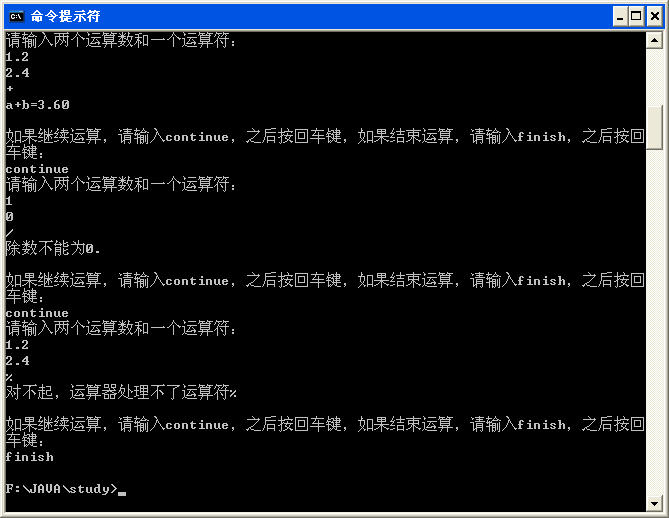 命令提示符
请输入两个运算数和一个运算符:
1.2
2.4
+
a+b=3.60
如果继续运算，请输入continue，之后按回车键，如果结束运算，请输入finish，之后按回
车键:
continue
请输入两个运算数和一个运算符:
1
0
/
除数不能为0.
如果继续运算，请输入continue，之后按回车键，如果结束运算，请输入finish，之后按回
车键:
continue
请输入两个运算数和一个运算符:
1.2
2.4
%
对不起，运算器处理不了运算符%
如果继续运算，请输入continue，之后按回车键，如果结束运算，请输入finish，之后按回
车键:
finish
F:\JAVA\study>